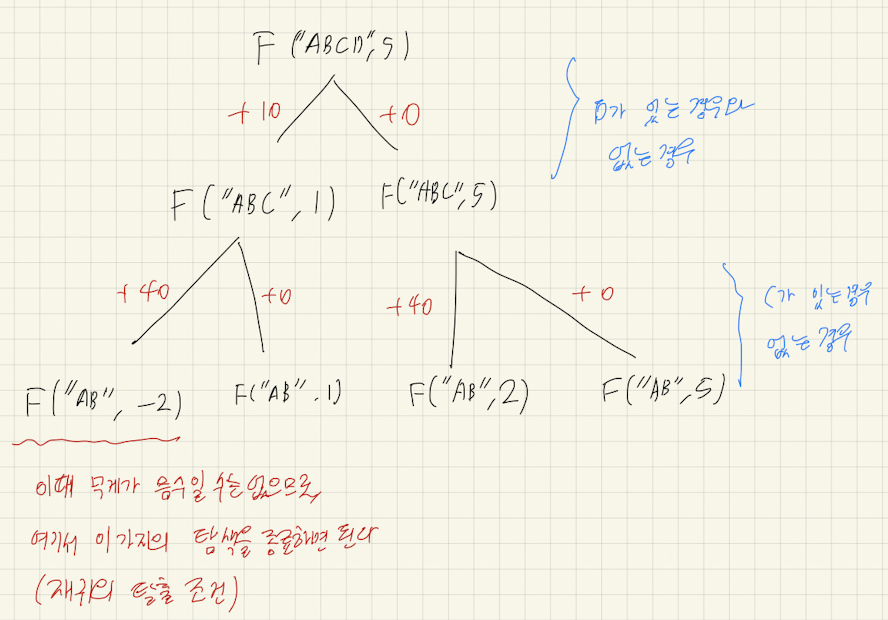 F("ABCD",5)
+10
+0
D가 있는 경우와
없는 경우
F("ABC", 1)
F("ABC",5)
+40
+0
+40
+0
C가 있는 경우
없는 경우
F("AB", -2)
F("AB", 1)
F("AB",2)
F("AB",5)
이때 무게가 음수일 수는 없으므로,
여기서 이 가지의 탐색을 종료하면 된다
(재귀의 탈출 조건)